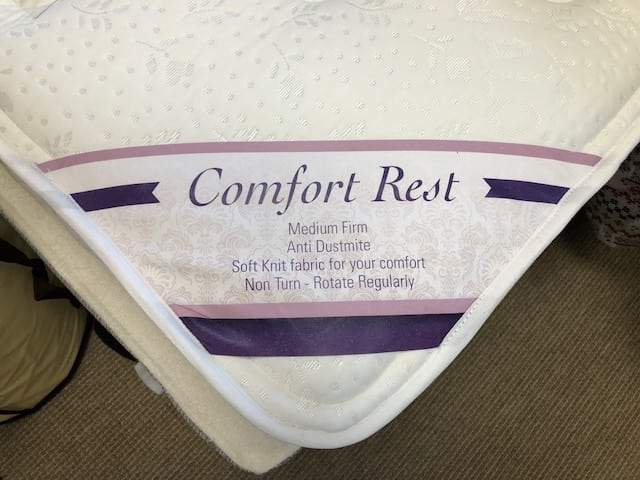 Comfort Rest
Medium Firm
Anti Dustmite
Soft Knit fabric for your comfort
Non Turn - Rotate Regularly